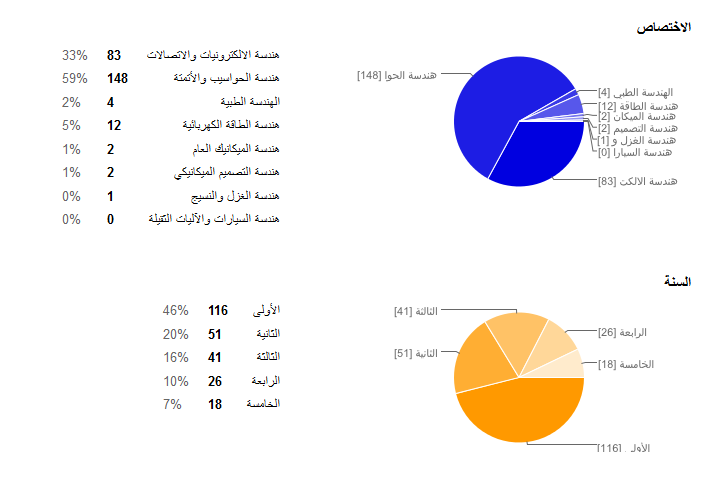 الاختصاص
هندسة الالكترونيات والاتصالات 83 33%
هندسة الحواسيب والأتمتة 148 59%
الهندسة الطبية 4 2%
هندسة الطاقة الكهربائية 12 5%
هندسة الميكانيك العام 2 1%
هندسة التصميم الميكانيكي 2 1%
هندسة الغزل والنسيج 1 0%
هندسة السيارات والآليات الثقيلة 0 0%
هندسة الحوا [148]
الهندسة الطبي [4]
هندسة الطاقة [12]
هندسة الميكان [2]
هندسة التصميم [2]
هندسة الغزل و [1]
هندسة السيارا [0]
هندسة الالكت [83]
السنة
الأولى 116 46%
الثانية 51 20%
الثالثة 41 16%
الرابعة 26 10%
الخامسة 18 7%
الثالثة [41]
الرابعة [26]
الثانية [51]
الخامسة [18]
الأولى [116]